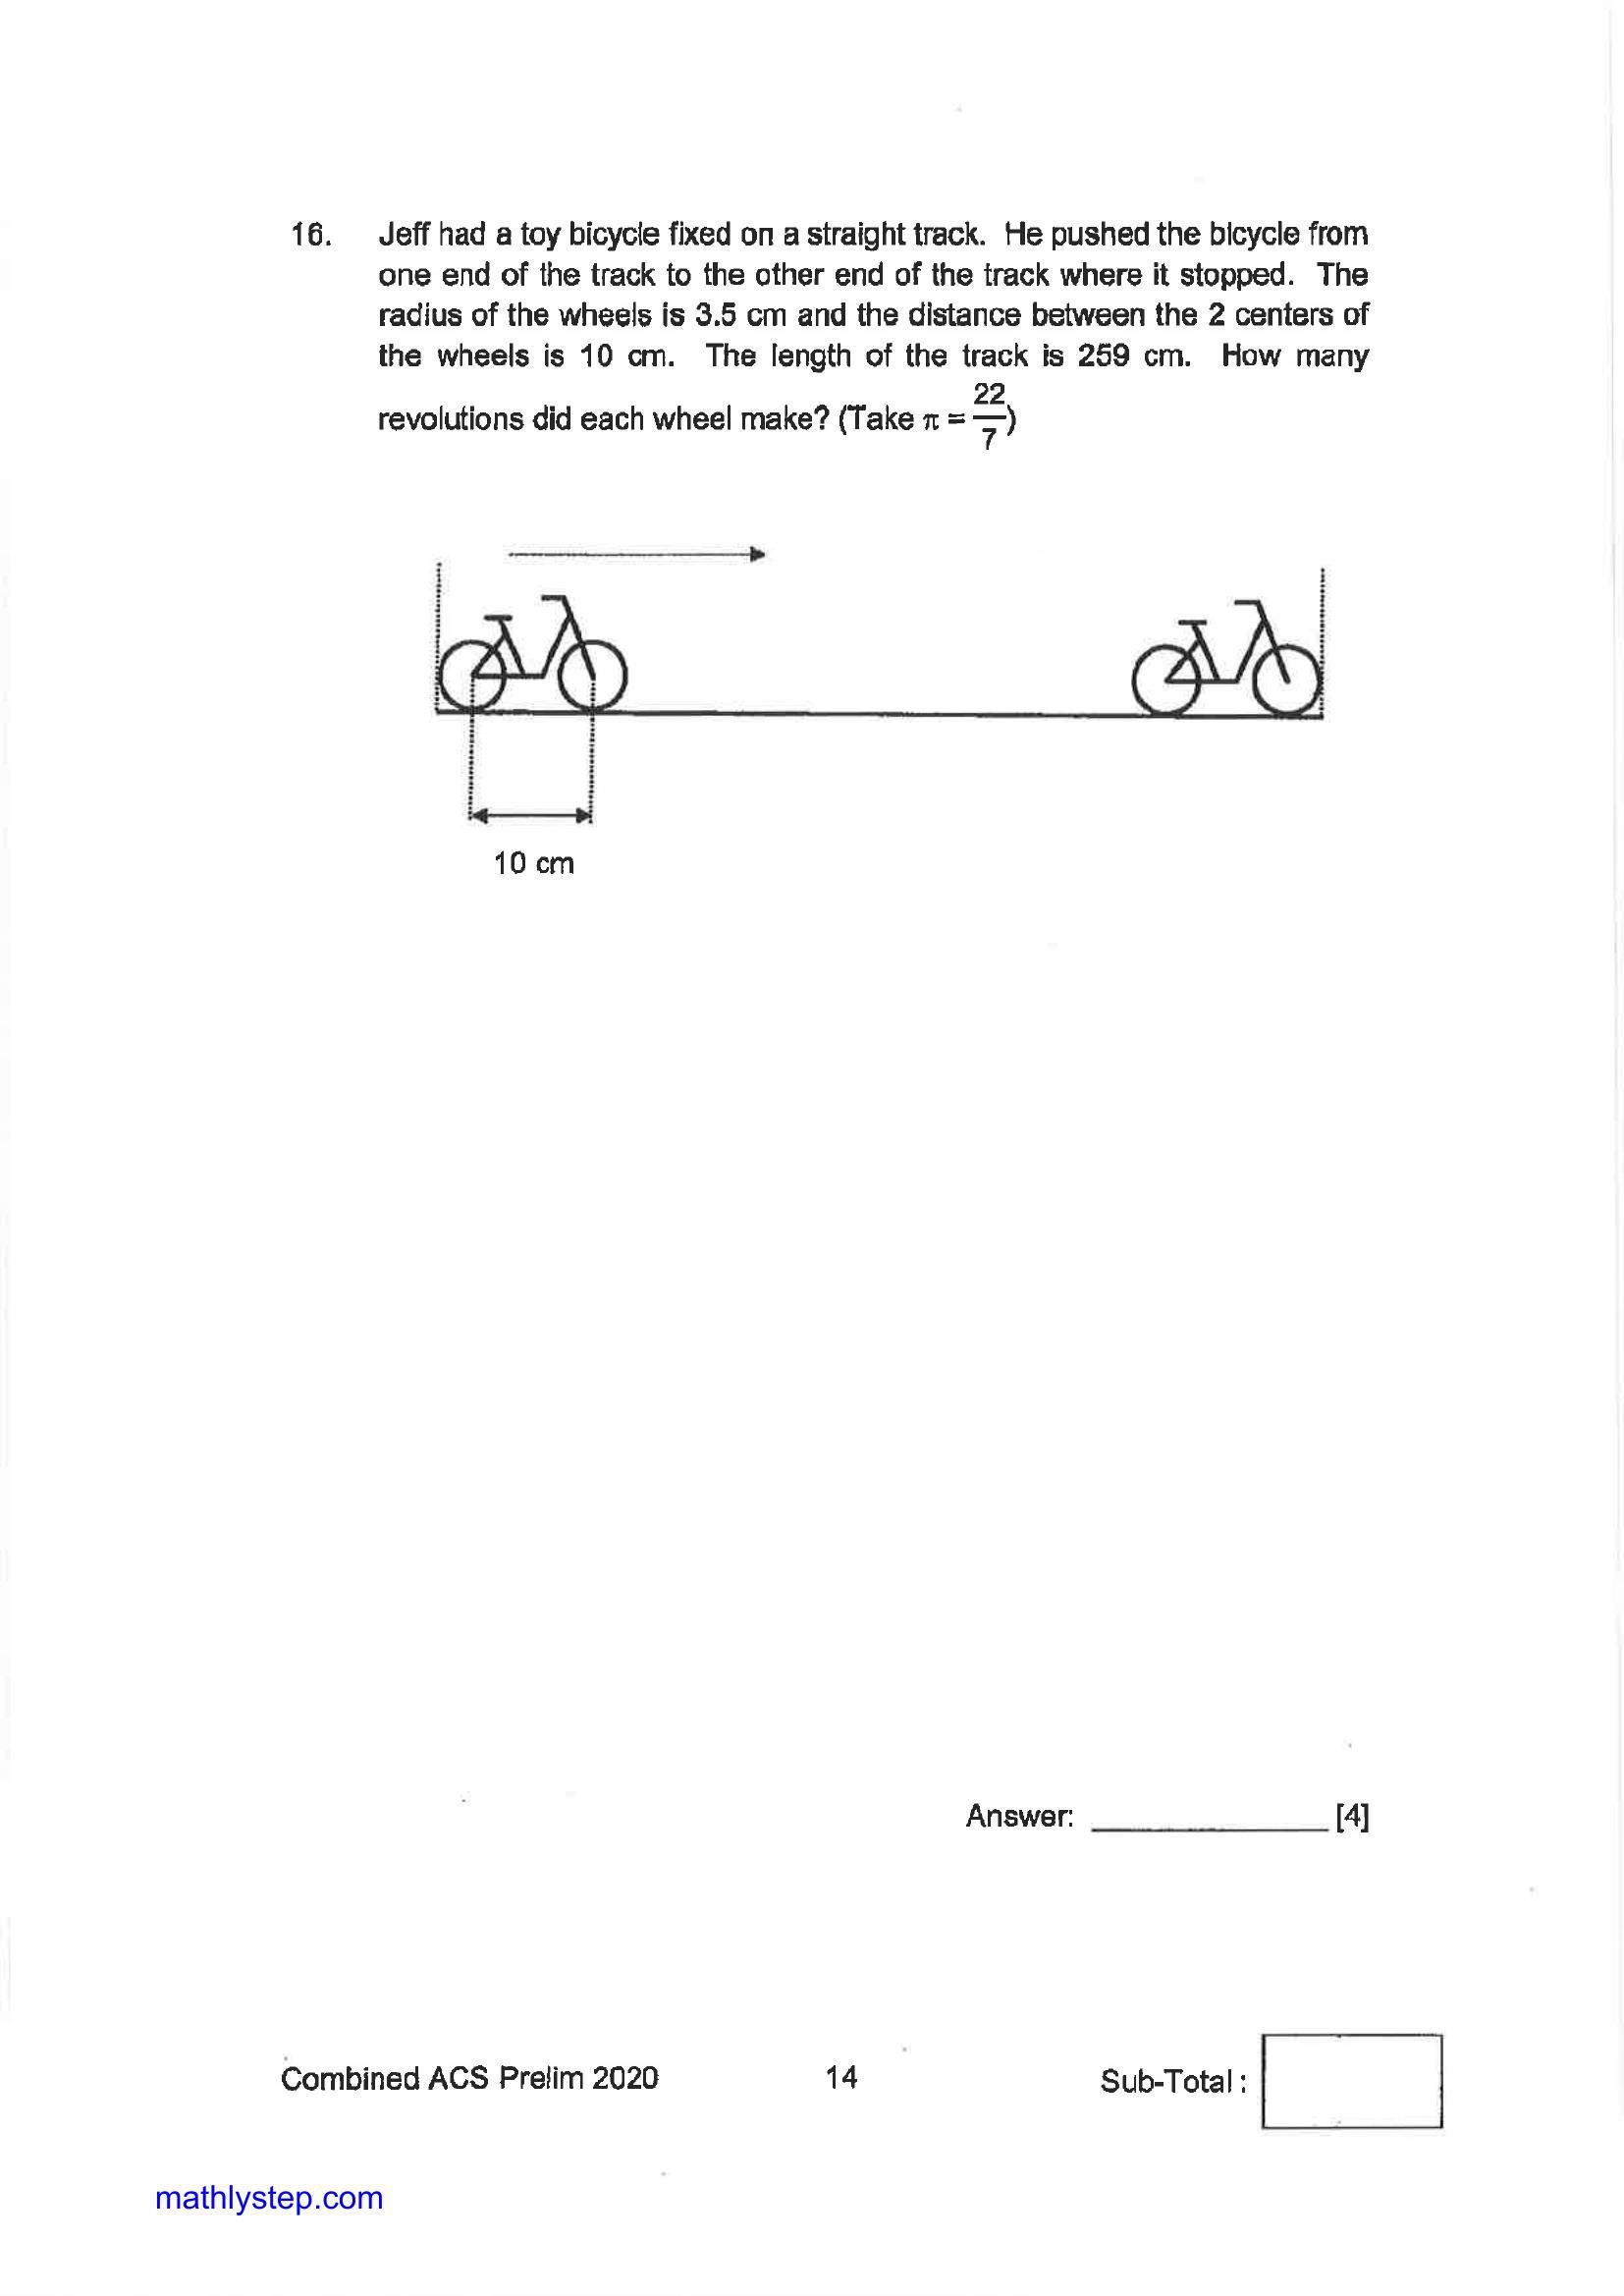 16. Jeff had a toy bicycle fixed on a straight track. He pushed the bicycle from
one end of the track to the other end of the track where it stopped. The
radius of the wheels is 3.5 cm and the distance between the 2 centers of
the wheels is 10 cm. The length of the track is 259 cm. How many
revolutions did each wheel make? (Take π = 22/7)
10 cm
Answer: ______________ [4]
Combined ACS Prelim 2020 14 Sub-Total :
mathlystep.com